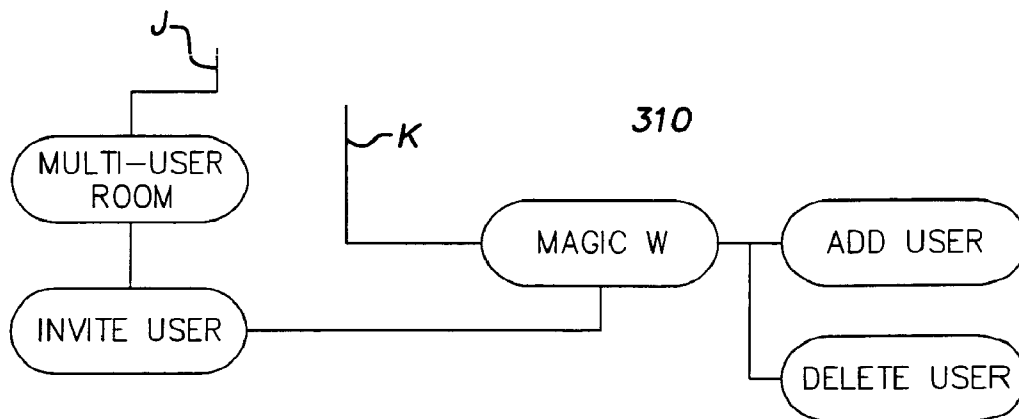 J
K
310
MULTI-USER
ROOM
MAGIC W
ADD USER
INVITE USER
DELETE USER